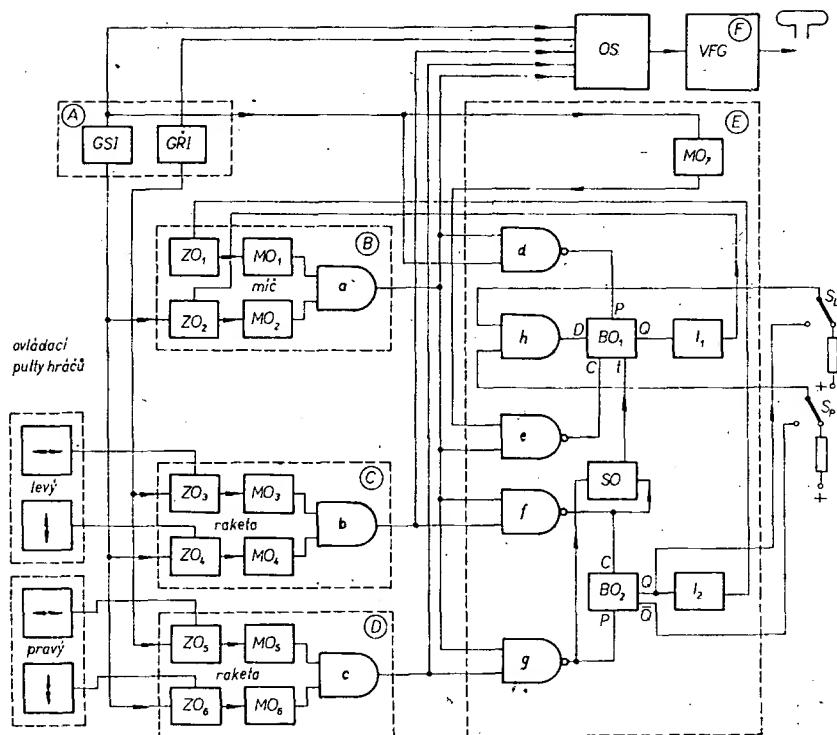 F
OS
VFG
A
GSI
GŘI
E
MO7
B
ZO1
MO1
a
míč
ZO2
MO2
d
P
h
D
BO1
Q
I1
C
I
SL
+
SP
+
e
ovládací
pulty hráčů
levý
C
ZO3
MO3
b
raketa
ZO4
MO4
SO
f
C
BO2
Q
Q̅
P
I2
D
pravý
ZO5
MO5
c
raketa
ZO6
MO6
g